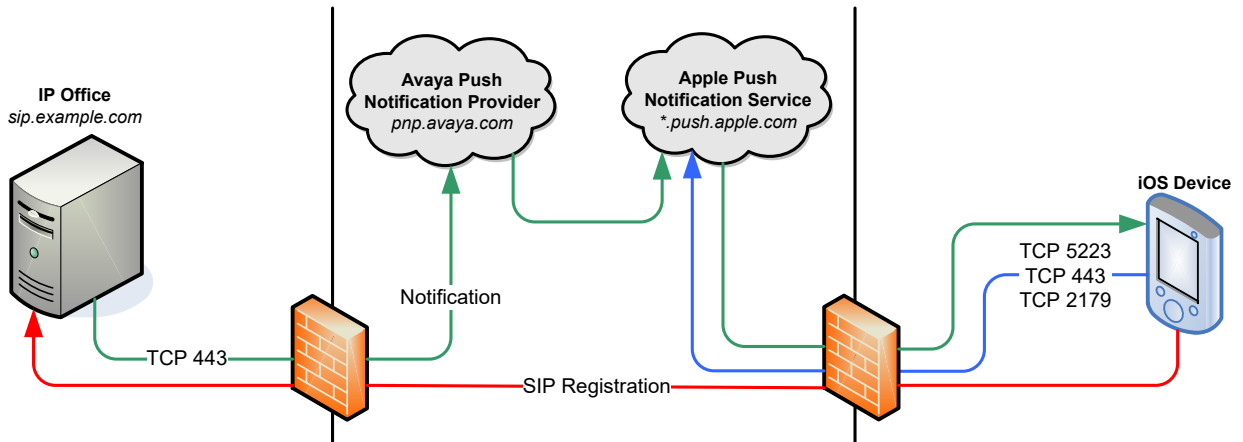 IP Office
sip.example.com
Avaya Push
Notification Provider
pnp.avaya.com
Apple Push
Notification Service
*.push.apple.com
iOS Device
TCP 5223
TCP 443
TCP 2179
Notification
TCP 443
SIP Registration